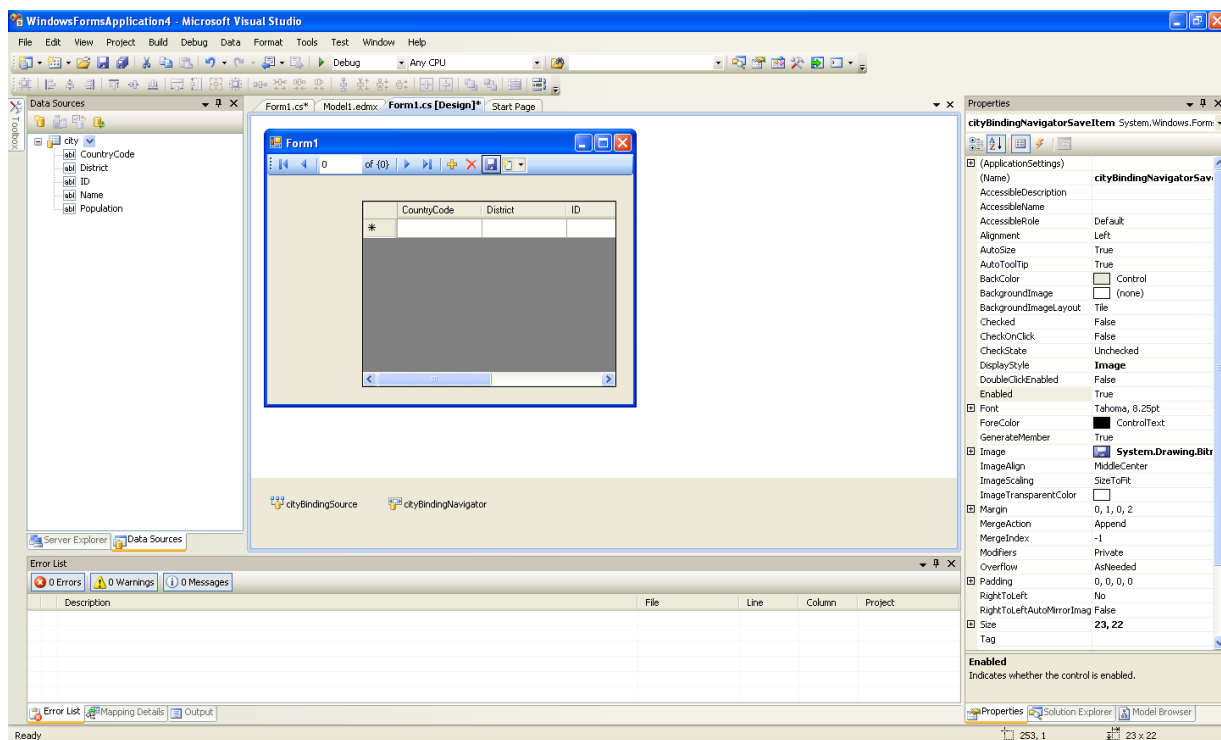 WindowsFormsApplication4 - Microsoft Visual Studio
File Edit View Project Build Debug Data Format Tools Test Window Help
Debug Any CPU
Toolbox
Data Sources
city
CountryCode
District
ID
Name
Population
Server Explorer Data Sources
Form1.cs* Model1.edmx Form1.cs [Design]* Start Page
Form1
0 of {0}
CountryCode District ID
cityBindingSource cityBindingNavigator
Error List
0 Errors 0 Warnings 0 Messages
Description File Line Column Project
Error List Mapping Details Output
Properties
cityBindingNavigatorSaveItem System.Windows.Form
(ApplicationSettings)
(Name) cityBindingNavigatorSav
AccessibleDescription
AccessibleName
AccessibleRole Default
Alignment Left
AutoSize True
AutoToolTip True
BackColor Control
BackgroundImage (none)
BackgroundImageLayout Tile
Checked False
CheckOnClick False
CheckState Unchecked
DisplayStyle Image
DoubleClickEnabled False
Enabled True
Font Tahoma, 8.25pt
ForeColor ControlText
GenerateMember True
Image System.Drawing.Bit
ImageAlign MiddleCenter
ImageScaling SizeToFit
ImageTransparentColor
Margin 0, 1, 0, 2
MergeAction Append
MergeIndex -1
Modifiers Private
Overflow AsNeeded
Padding 0, 0, 0, 0
RightToLeft No
RightToLeftAutoMirrorImag False
Size 23, 22
Tag
Enabled
Indicates whether the control is enabled.
Properties Solution Explorer Model Browser
Ready 253, 1 23 x 22